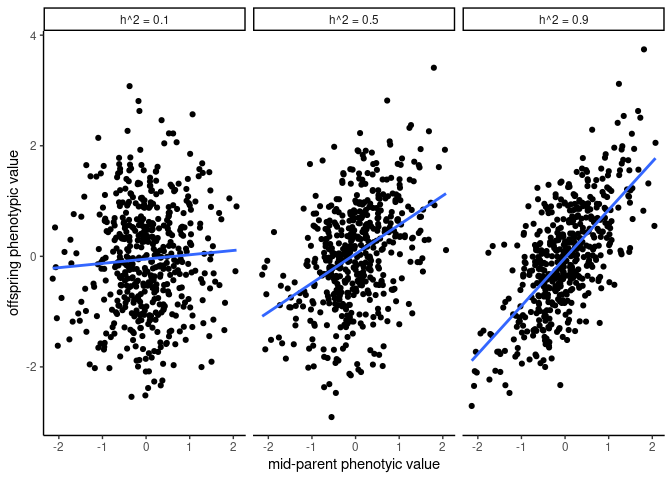 h^2 = 0.1
h^2 = 0.5
h^2 = 0.9
offspring phenotypic value
4
2
0
-2
-2 -1 0 1 2
-2 -1 0 1 2
-2 -1 0 1 2
mid-parent phenotyic value